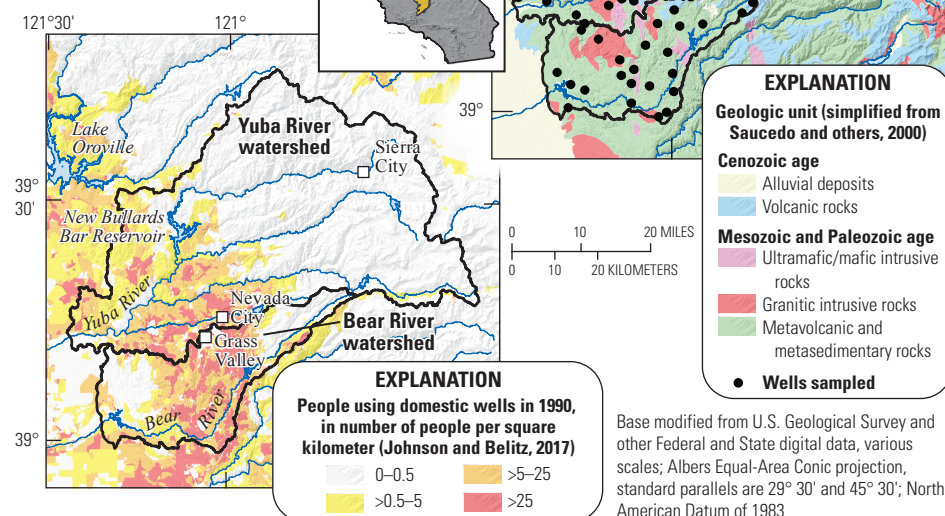 121°30'
121°
39°
30'
39°
Lake
Oroville
Yuba River
watershed
Sierra
City
New Bullards
Bar Reservoir
Yuba River
Nevada
City
Grass
Valley
Bear River
watershed
Bear River
EXPLANATION
People using domestic wells in 1990,
in number of people per square
kilometer (Johnson and Belitz, 2017)
0–0.5
>0.5–5
>5–25
>25
39°
0 10 20 MILES
0 10 20 KILOMETERS
EXPLANATION
Geologic unit (simplified from
Saucedo and others, 2000)
Cenozoic age
Alluvial deposits
Volcanic rocks
Mesozoic and Paleozoic age
Ultramafic/mafic intrusive
rocks
Granitic intrusive rocks
Metavolcanic and
metasedimentary rocks
Wells sampled
Base modified from U.S. Geological Survey and
other Federal and State digital data, various
scales; Albers Equal-Area Conic projection,
standard parallels are 29° 30' and 45° 30'; North
American Datum of 1983